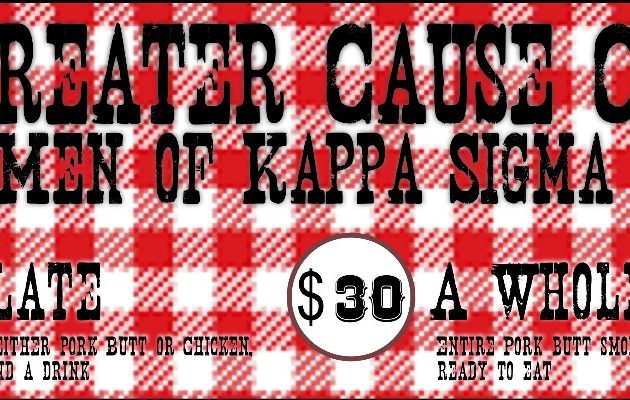 REATER CAUSE
MEN OF KAPPA SIGMA
LATE
$ 30
A WHOL
EITHER PORK BUTT OR CHICKEN,
ND A DRINK
ENTIRE PORK BUTT SMO
READY TO EAT